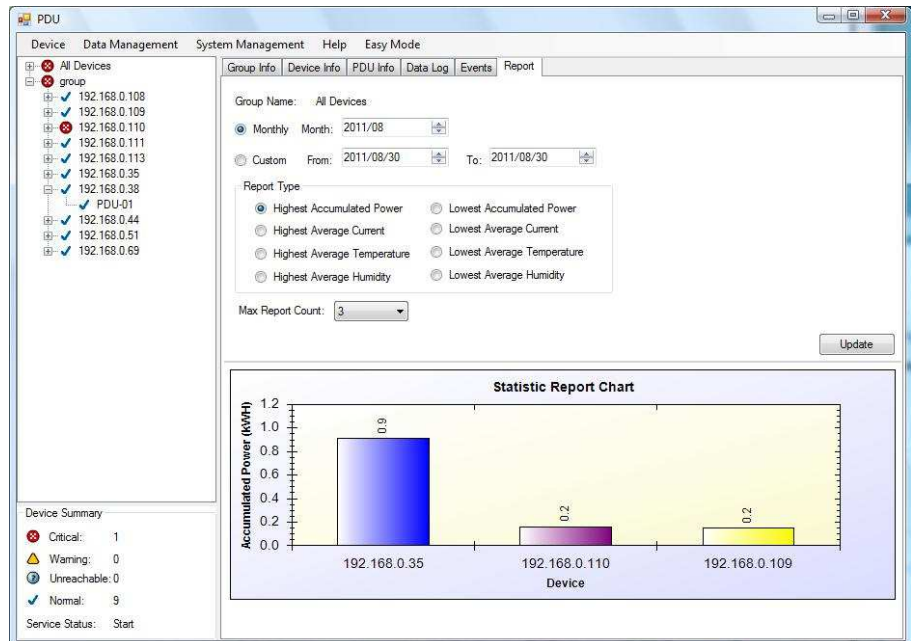 PDU
Device Data Management System Management Help Easy Mode
All Devices
group
192.168.0.108
192.168.0.109
192.168.0.110
192.168.0.111
192.168.0.113
192.168.0.35
192.168.0.38
PDU-01
192.168.0.44
192.168.0.51
192.168.0.69
Device Summary
Critical: 1
Warning: 0
Unreachable: 0
Normal: 9
Service Status: Start
Group Info Device Info PDU Info Data Log Events Report
Group Name: All Devices
Monthly Month: 2011/08
Custom From: 2011/08/30 To: 2011/08/30
Report Type
Highest Accumulated Power Lowest Accumulated Power
Highest Average Current Lowest Average Current
Highest Average Temperature Lowest Average Temperature
Highest Average Humidity Lowest Average Humidity
Max Report Count: 3
Update
Statistic Report Chart
Accumulated Power (kWH)
1.2
1.0
0.8
0.6
0.4
0.2
0.0
0.9
0.2
0.2
192.168.0.35 192.168.0.110 192.168.0.109
Device